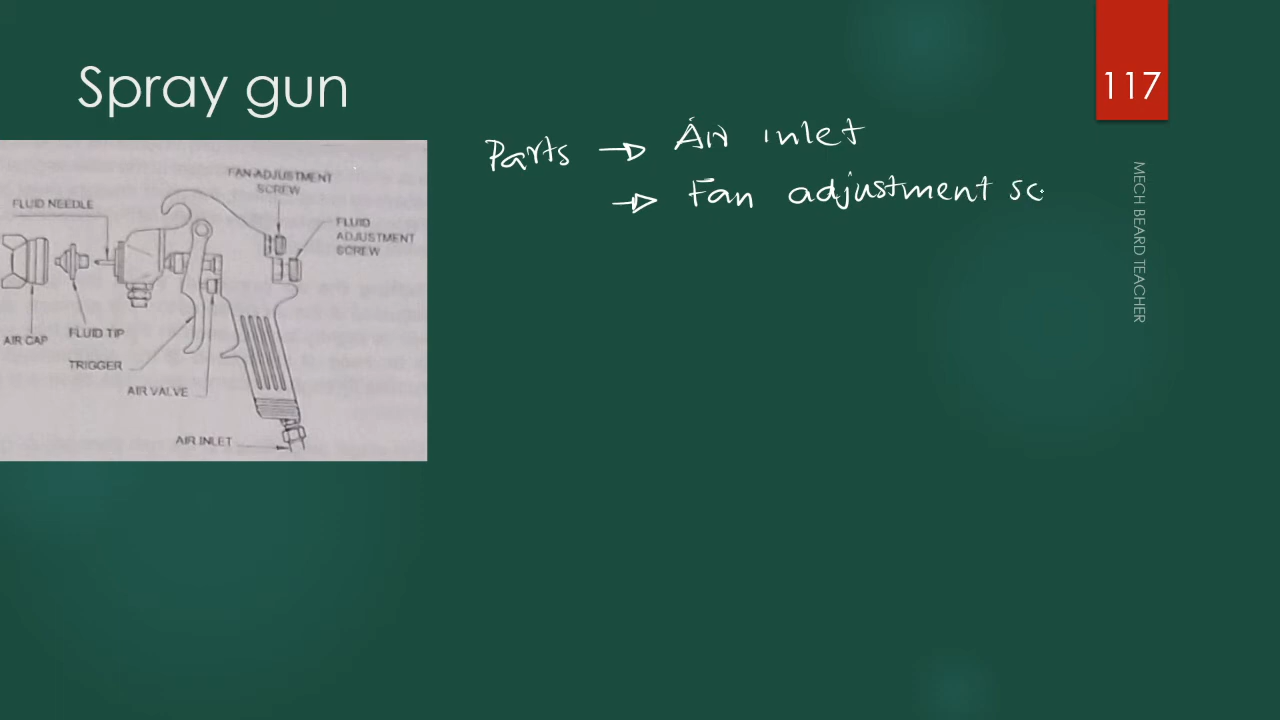 Spray gun
117
Parts → Air inlet
→ Fan adjustment sc
MECH BEARD TEACHER
FAN ADJUSTMENT
SCREW
FLUID NEEDLE
FLUID
ADJUSTMENT
SCREW
AIR CAP
FLUID TIP
TRIGGER
AIR VALVE
AIR INLET